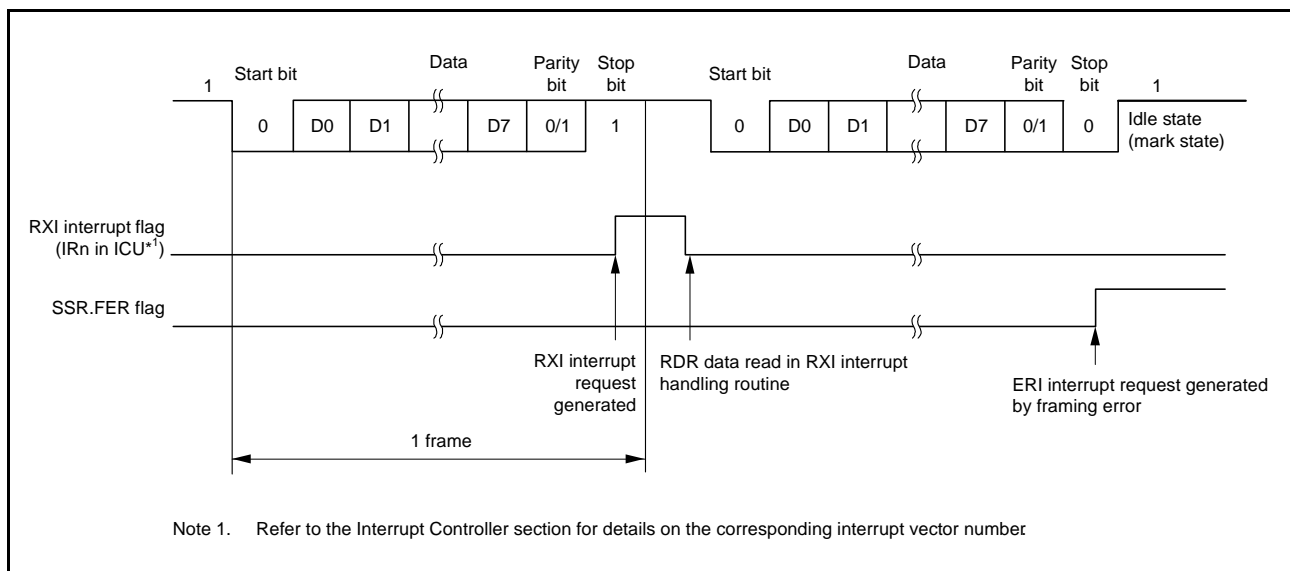 1 Start bit Data Parity bit Stop bit Start bit Data Parity bit Stop bit 1
0 D0 D1 D7 0/1 1 0 D0 D1 D7 0/1 0 Idle state (mark state)
RXI interrupt flag
(IRn in ICU*1)
SSR.FER flag
RXI interrupt
request
generated
RDR data read in RXI interrupt
handling routine
ERI interrupt request generated
by framing error
1 frame
Note 1. Refer to the Interrupt Controller section for details on the corresponding interrupt vector number.